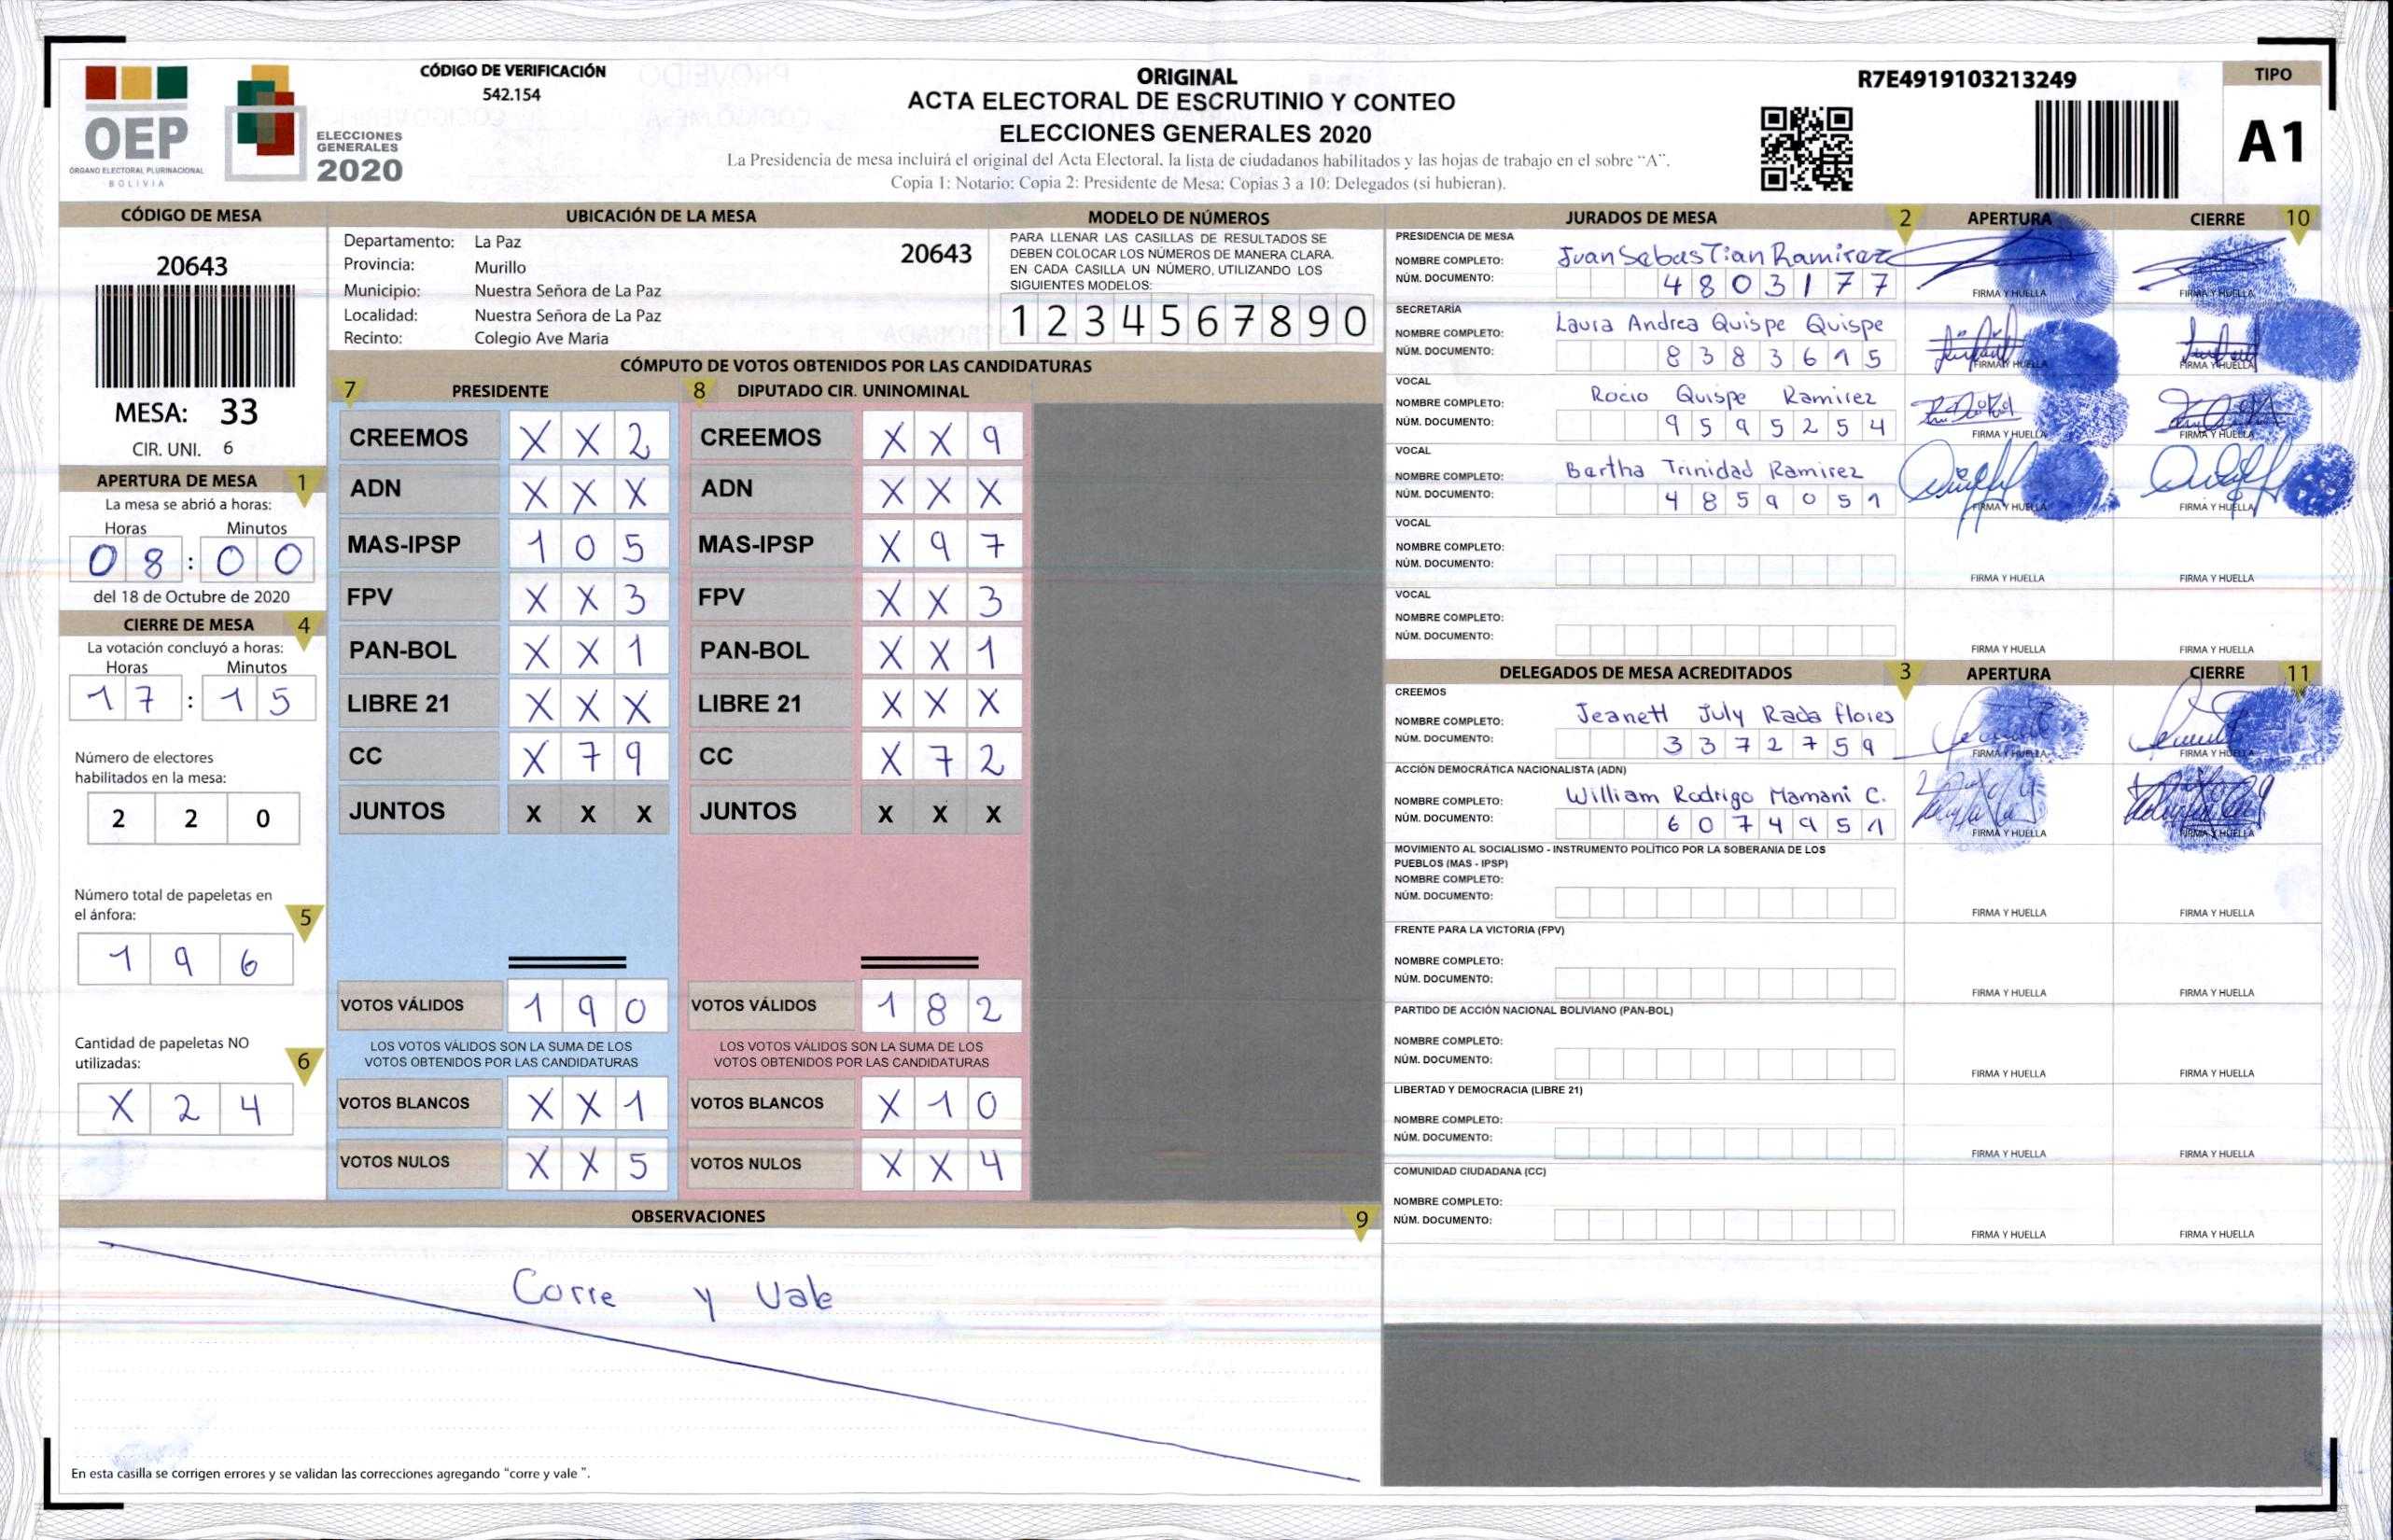 OEP
ÓRGANO ELECTORAL PLURINACIONAL
BOLIVIA
ELECCIONES
GENERALES
2020
CÓDIGO DE VERIFICACIÓN
542.154
ORIGINAL
ACTA ELECTORAL DE ESCRUTINIO Y CONTEO
ELECCIONES GENERALES 2020
La Presidencia de mesa incluirá el original del Acta Electoral, la lista de ciudadanos habilitados y las hojas de trabajo en el sobre “A”.
Copia 1: Notario; Copia 2: Presidente de Mesa; Copias 3 a 10: Delegados (si hubieran).
R7E4919103213249
TIPO
A1
CÓDIGO DE MESA
20643
MESA: 33
CIR. UNI. 6
APERTURA DE MESA 1
La mesa se abrió a horas:
Horas Minutos
08:00
del 18 de Octubre de 2020
CIERRE DE MESA 4
La votación concluyó a horas:
Horas Minutos
17:15
Número de electores
habilitados en la mesa:
2 2 0
Número total de papeletas en
el ánfora: 5
1 9 6
Cantidad de papeletas NO
utilizadas: 6
X 2 4
UBICACIÓN DE LA MESA
Departamento: La Paz 20643
Provincia: Murillo
Municipio: Nuestra Señora de La Paz
Localidad: Nuestra Señora de La Paz
Recinto: Colegio Ave Maria
MODELO DE NÚMEROS
PARA LLENAR LAS CASILLAS DE RESULTADOS SE
DEBEN COLOCAR LOS NÚMEROS DE MANERA CLARA.
EN CADA CASILLA UN NÚMERO, UTILIZANDO LOS
SIGUIENTES MODELOS:
1 2 3 4 5 6 7 8 9 0
CÓMPUTO DE VOTOS OBTENIDOS POR LAS CANDIDATURAS
7 PRESIDENTE
CREEMOS X X 2
ADN X X X
MAS-IPSP 1 0 5
FPV X X 3
PAN-BOL X X 1
LIBRE 21 X X X
CC X 7 9
JUNTOS X X X
VOTOS VÁLIDOS 1 9 0
LOS VOTOS VÁLIDOS SON LA SUMA DE LOS
VOTOS OBTENIDOS POR LAS CANDIDATURAS
VOTOS BLANCOS X X 1
VOTOS NULOS X X 5
8 DIPUTADO CIR. UNINOMINAL
CREEMOS X X 9
ADN X X X
MAS-IPSP X 9 7
FPV X X 3
PAN-BOL X X 1
LIBRE 21 X X X
CC X 7 2
JUNTOS X X X
VOTOS VÁLIDOS 1 8 2
LOS VOTOS VÁLIDOS SON LA SUMA DE LOS
VOTOS OBTENIDOS POR LAS CANDIDATURAS
VOTOS BLANCOS X 1 0
VOTOS NULOS X X 4
OBSERVACIONES 9
Corre y Vale
En esta casilla se corrigen errores y se validan las correcciones agregando “corre y vale”.
JURADOS DE MESA 2 APERTURA CIERRE 10
PRESIDENCIA DE MESA
NOMBRE COMPLETO: Juan Sebastian Ramirez
NÚM. DOCUMENTO: 4 8 0 3 1 7 7
FIRMA Y HUELLA FIRMA Y HUELLA
SECRETARÍA
NOMBRE COMPLETO: Laura Andrea Quispe Quispe
NÚM. DOCUMENTO: 8 3 8 3 6 1 5
FIRMA Y HUELLA FIRMA Y HUELLA
VOCAL
NOMBRE COMPLETO: Rocio Quispe Ramirez
NÚM. DOCUMENTO: 9 5 9 5 2 5 4
FIRMA Y HUELLA FIRMA Y HUELLA
VOCAL
NOMBRE COMPLETO: Bertha Trinidad Ramirez
NÚM. DOCUMENTO: 4 8 5 9 0 5 1
FIRMA Y HUELLA FIRMA Y HUELLA
VOCAL
NOMBRE COMPLETO:
NÚM. DOCUMENTO:
FIRMA Y HUELLA FIRMA Y HUELLA
VOCAL
NOMBRE COMPLETO:
NÚM. DOCUMENTO:
FIRMA Y HUELLA FIRMA Y HUELLA
DELEGADOS DE MESA ACREDITADOS 3 APERTURA CIERRE 11
CREEMOS
NOMBRE COMPLETO: Jeanett July Rada Flores
NÚM. DOCUMENTO: 3 3 7 2 7 5 9
FIRMA Y HUELLA FIRMA Y HUELLA
ACCIÓN DEMOCRÁTICA NACIONALISTA (ADN)
NOMBRE COMPLETO: William Rodrigo Mamani C.
NÚM. DOCUMENTO: 6 0 7 4 9 5 1
FIRMA Y HUELLA FIRMA Y HUELLA
MOVIMIENTO AL SOCIALISMO - INSTRUMENTO POLÍTICO POR LA SOBERANIA DE LOS
PUEBLOS (MAS - IPSP)
NOMBRE COMPLETO:
NÚM. DOCUMENTO:
FIRMA Y HUELLA FIRMA Y HUELLA
FRENTE PARA LA VICTORIA (FPV)
NOMBRE COMPLETO:
NÚM. DOCUMENTO:
FIRMA Y HUELLA FIRMA Y HUELLA
PARTIDO DE ACCIÓN NACIONAL BOLIVIANO (PAN-BOL)
NOMBRE COMPLETO:
NÚM. DOCUMENTO:
FIRMA Y HUELLA FIRMA Y HUELLA
LIBERTAD Y DEMOCRACIA (LIBRE 21)
NOMBRE COMPLETO:
NÚM. DOCUMENTO:
FIRMA Y HUELLA FIRMA Y HUELLA
COMUNIDAD CIUDADANA (CC)
NOMBRE COMPLETO:
NÚM. DOCUMENTO:
FIRMA Y HUELLA FIRMA Y HUELLA